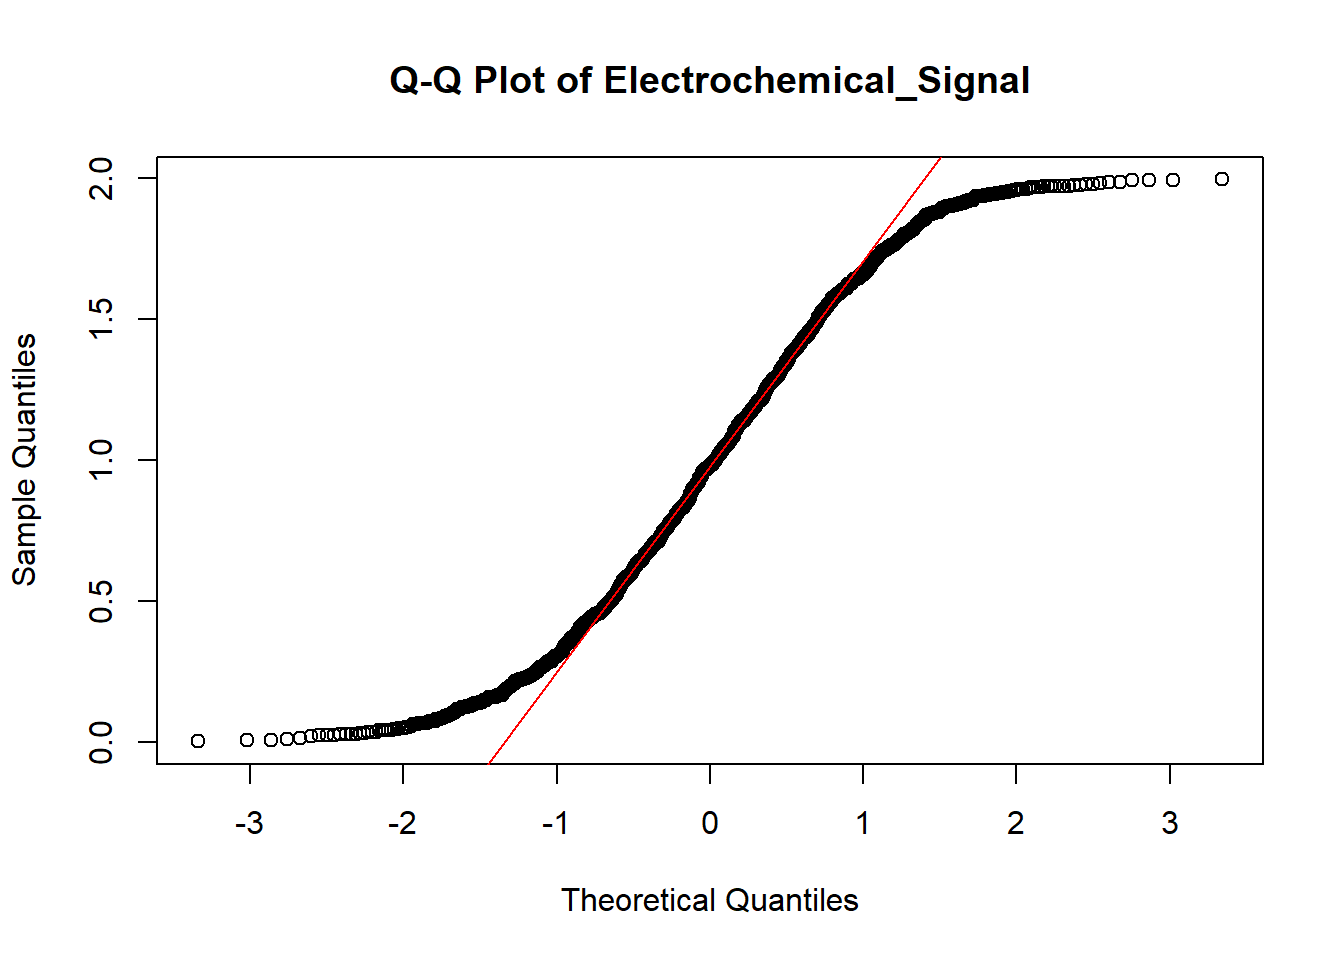 Q-Q Plot of Electrochemical_Signal
2.0
1.5
1.0
0.5
0.0
Sample Quantiles
-3 -2 -1 0 1 2 3
Theoretical Quantiles